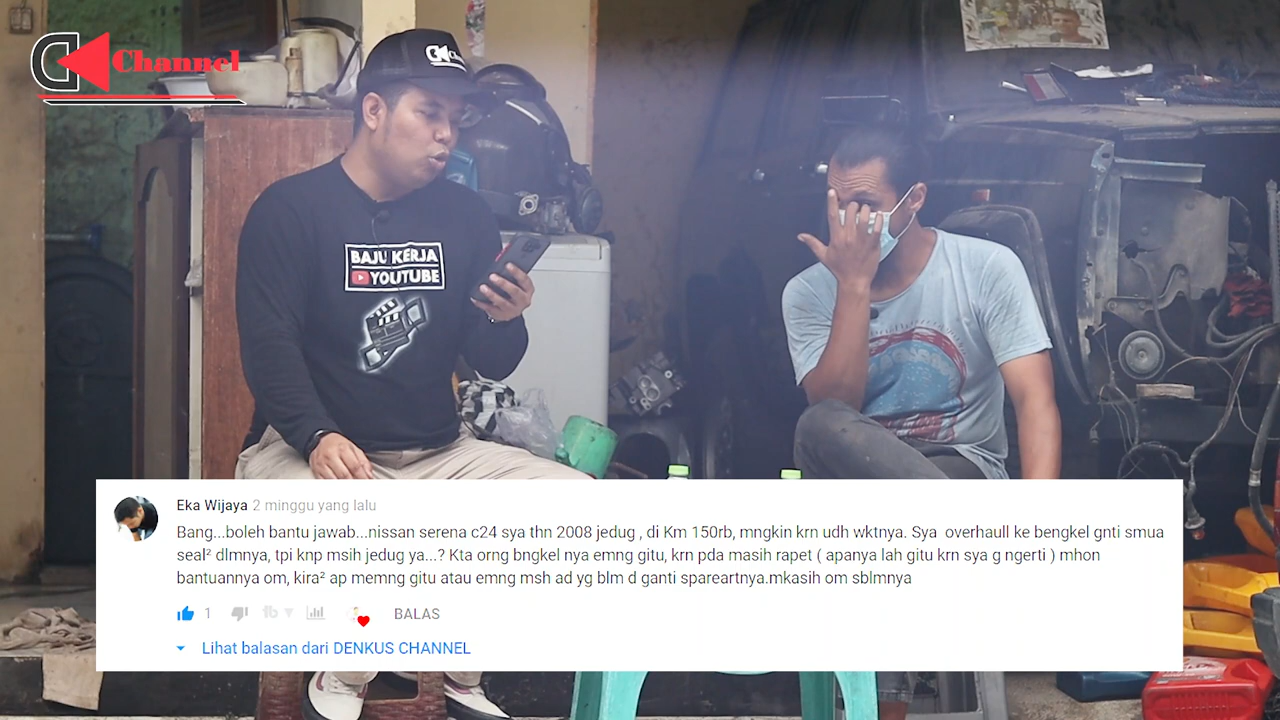 Channel
Channel
BAJU KERJA
YOUTUBE
Eka Wijaya 2 minggu yang lalu
Bang...boleh bantu jawab...nissan serena c24 sya thn 2008 jedug , di Km 150rb, mngkin krn udh wktnya. Sya overhaull ke bengkel gnti smua
seal² dlmnya, tpi knp msih jedug ya...? Kta orng bngkel nya emng gitu, krn pda masih rapet ( apanya lah gitu krn sya g ngerti ) mhon
bantuannya om, kira² ap memng gitu atau emng msh ad yg blm d ganti spareartnya.mkasih om sblmnya
1 BALAS
Lihat balasan dari DENKUS CHANNEL